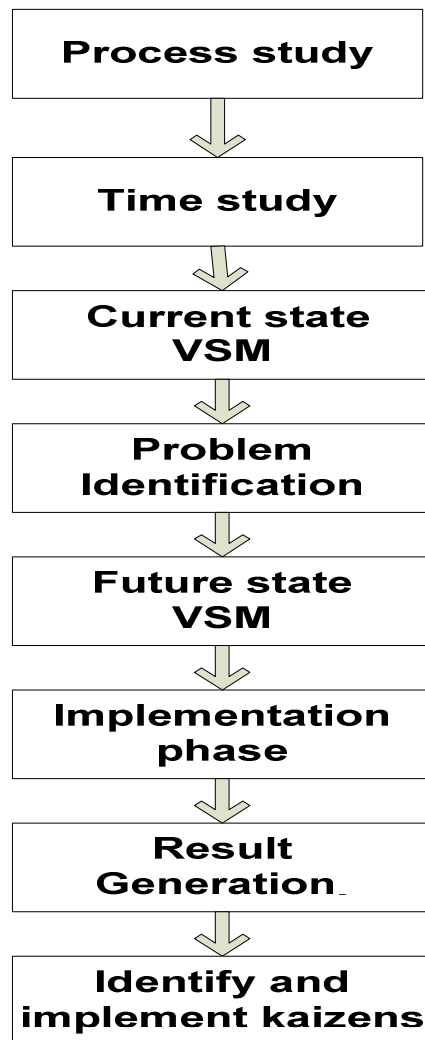 Process study
Time study
Current state
VSM
Problem
Identification
Future state
VSM
Implementation
phase
Result
Generation_
Identify and
implement kaizens